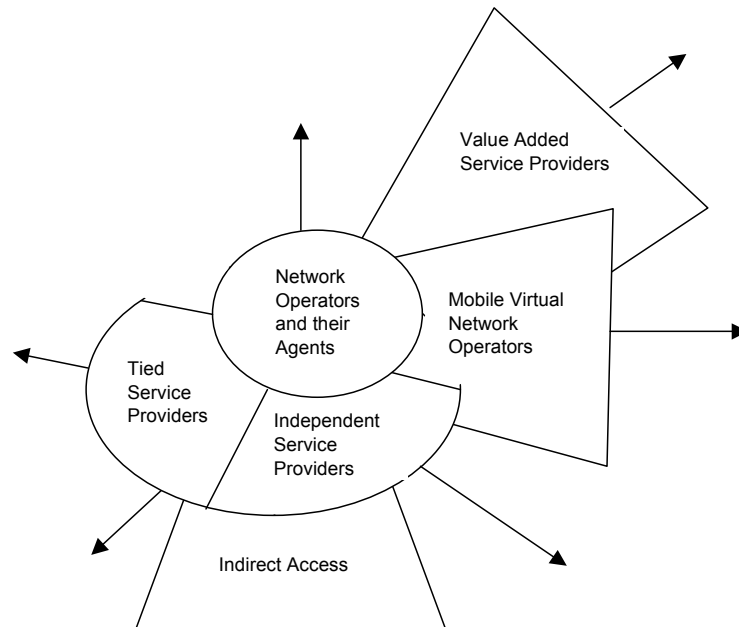 Value Added
Service Providers
Network
Operators
and their
Agents
Mobile Virtual
Network
Operators
Tied
Service
Providers
Independent
Service
Providers
Indirect Access